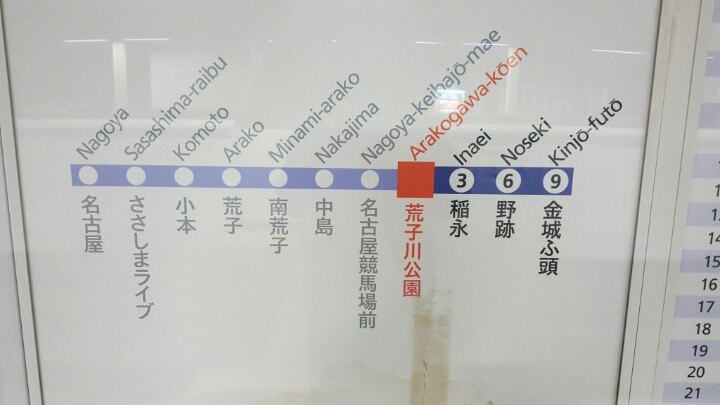 Nagoya
Sasashima-raibu
Komoto
Arako
Minami-arako
Nakajima
Nagoya-keibajō-mae
Arakogawa-kōen
Inaei
Noseki
Kinjō-futō
3
6
9
名古屋
ささしまライブ
小本
荒子
南荒子
中島
名古屋競馬場前
荒子川公園
稲永
野跡
金城ふ頭
14
15
16
17
18
19
20
21